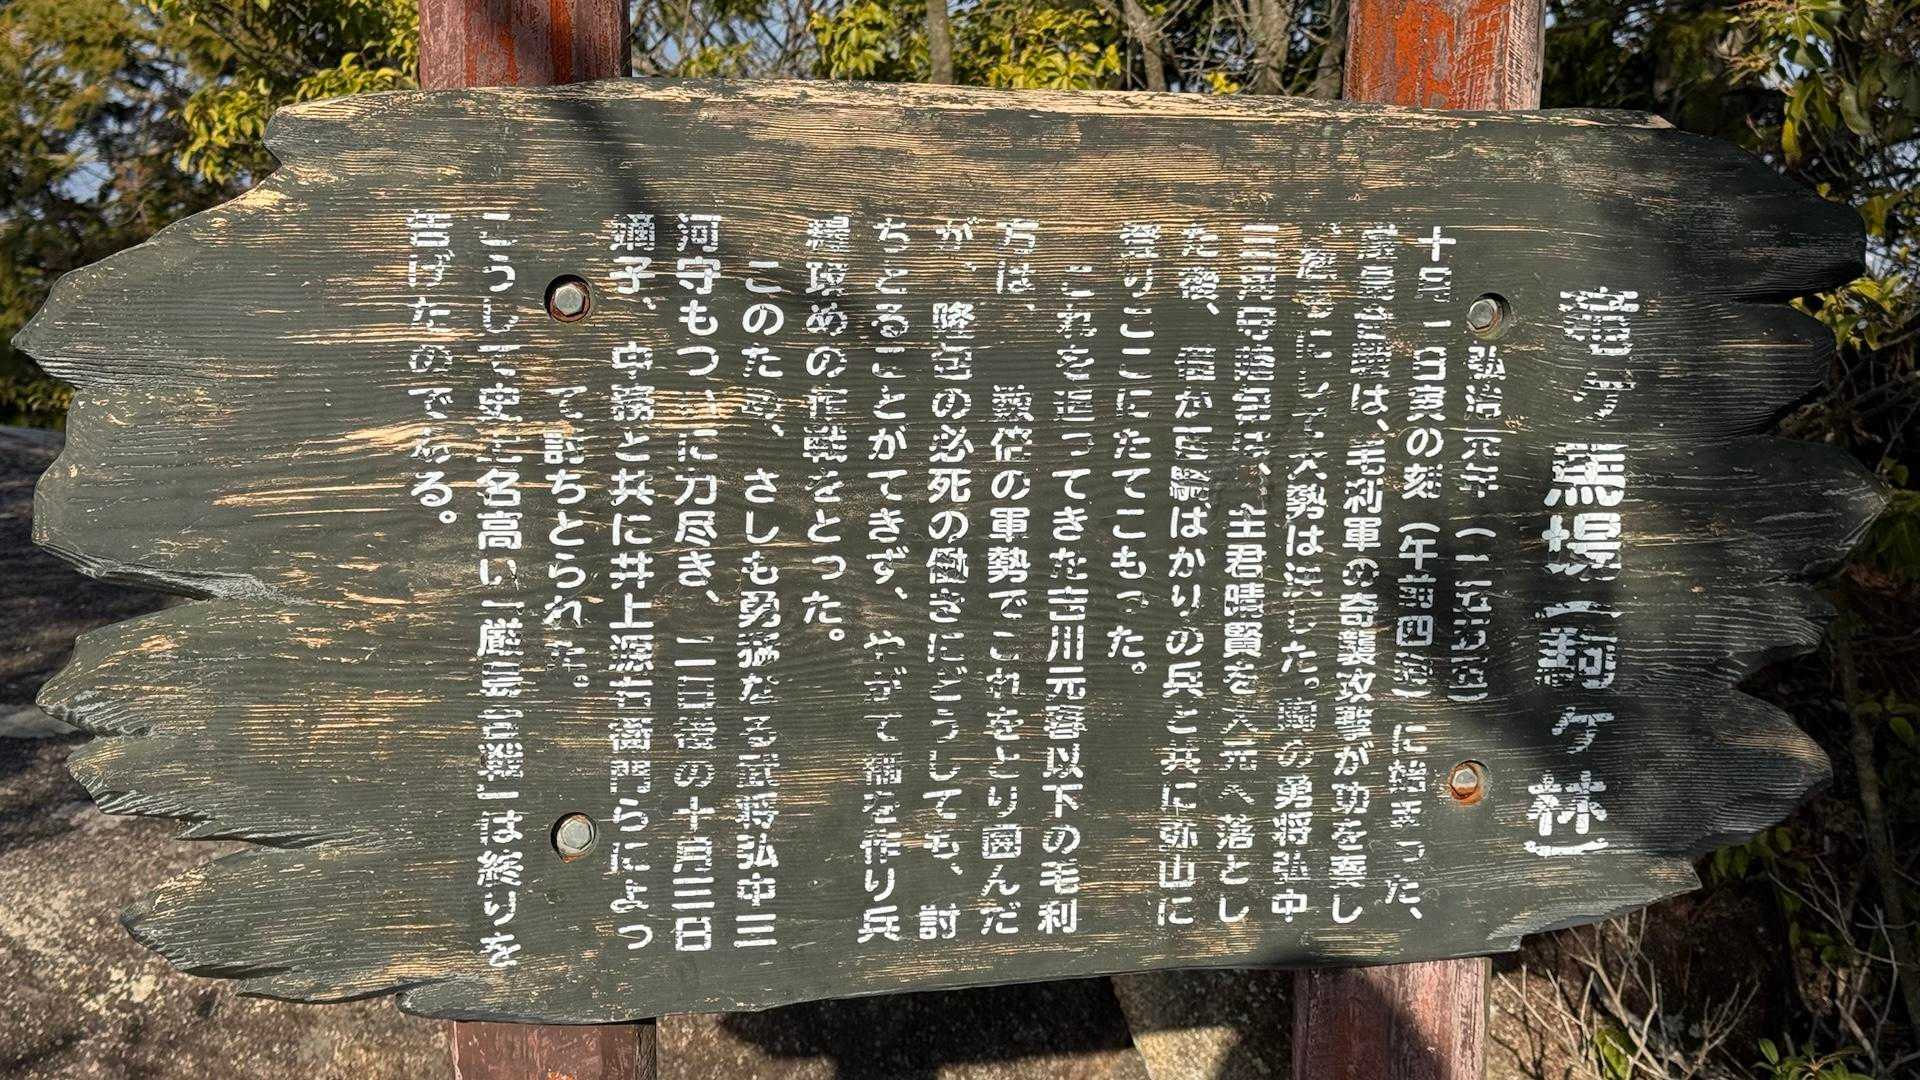 竜ヶ馬場(駒ヶ林)
弘治元年(一五五五)
十月一日寅の刻(午前四時)に始まった、
厳島合戦は、毛利軍の奇襲攻撃が功を奏し
にして大勢は決した。陶の勇将弘中
三河守隆包は、主君晴賢を大元へ落とし
た後、僅か百騎ばかりの兵と共に弥山に
登りここにたてこもった。
これを追ってきた吉川元春以下の毛利
方は、数倍の軍勢でこれをとり囲んだ
が、隆包の必死の働きにどうしても、討
ちとることができず、やがて柵を作り兵
糧攻めの作戦をとった。
このため、さしも勇猛なる武将弘中三
河守もついに力尽き、二日後の十月三日
嫡子、中務と共に井上源右衛門らによっ
て討ちとられた。
こうして史上名高い「厳島合戦」は終りを
告げたのである。